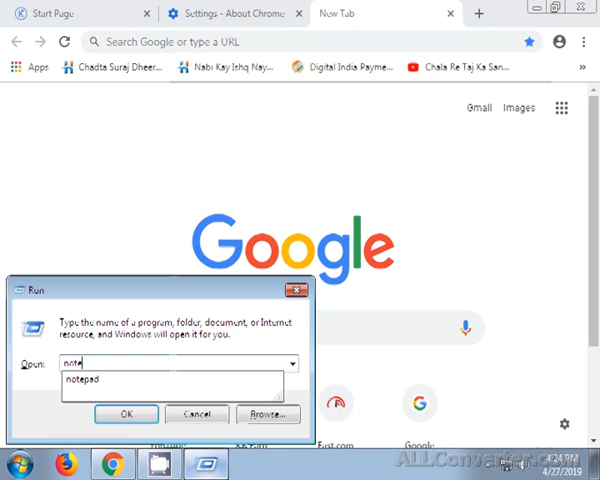 Start Page
Settings - About Chrome
New Tab
Search Google or type a URL
Apps
Chadta Suraj Dheer...
Nabi Kay Ishq Nay...
Digital India Payme...
Chala Re Taj Ka San...
»
Gmail Images
Google
Run
Type the name of a program, folder, document, or Internet
resource, and Windows will open it for you.
Open: note
notepad
OK Cancel Browse...
Fast.com Google
4:24 PM
ALLConverter.com
4/27/2019